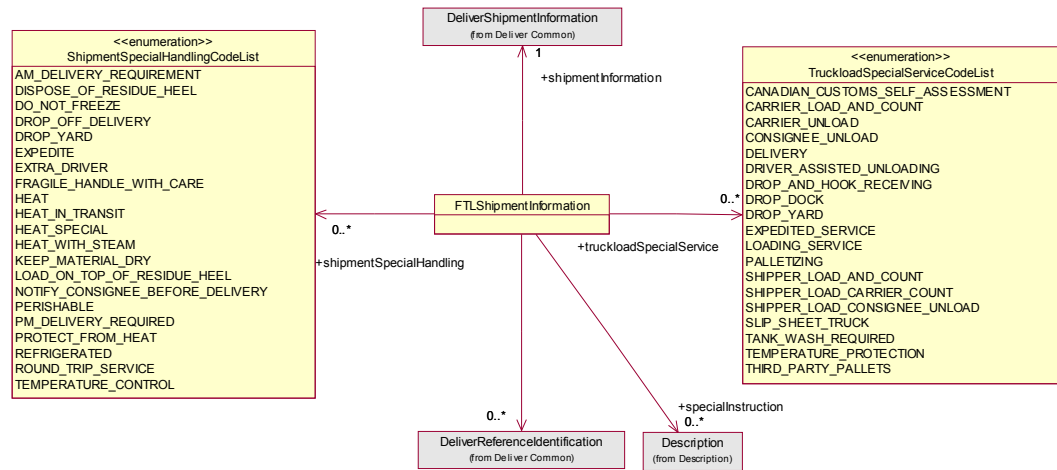 DeliverShipmentInformation
(from Deliver Common)
1
+shipmentInformation
<<enumeration>>
ShipmentSpecialHandlingCodeList
AM_DELIVERY_REQUIREMENT
DISPOSE_OF_RESIDUE_HEEL
DO_NOT_FREEZE
DROP_OFF_DELIVERY
DROP_YARD
EXPEDITE
EXTRA_DRIVER
FRAGILE_HANDLE_WITH_CARE
HEAT
HEAT_IN_TRANSIT
HEAT_SPECIAL
HEAT_WITH_STEAM
KEEP_MATERIAL_DRY
LOAD_ON_TOP_OF_RESIDUE_HEEL
NOTIFY_CONSIGNEE_BEFORE_DELIVERY
PERISHABLE
PM_DELIVERY_REQUIRED
PROTECT_FROM_HEAT
REFRIGERATED
ROUND_TRIP_SERVICE
TEMPERATURE_CONTROL
0..*
+shipmentSpecialHandling
FTLShipmentInformation
0..*
+truckloadSpecialService
<<enumeration>>
TruckloadSpecialServiceCodeList
CANADIAN_CUSTOMS_SELF_ASSESSMENT
CARRIER_LOAD_AND_COUNT
CARRIER_UNLOAD
CONSIGNEE_UNLOAD
DELIVERY
DRIVER_ASSISTED_UNLOADING
DROP_AND_HOOK_RECEIVING
DROP_DOCK
DROP_YARD
EXPEDITED_SERVICE
LOADING_SERVICE
PALLETIZING
SHIPPER_LOAD_AND_COUNT
SHIPPER_LOAD_CARRIER_COUNT
SHIPPER_LOAD_CONSIGNEE_UNLOAD
SLIP_SHEET_TRUCK
TANK_WASH_REQUIRED
TEMPERATURE_PROTECTION
THIRD_PARTY_PALLETS
0..*
DeliverReferenceIdentification
(from Deliver Common)
+specialInstruction
0..*
Description
(from Description)